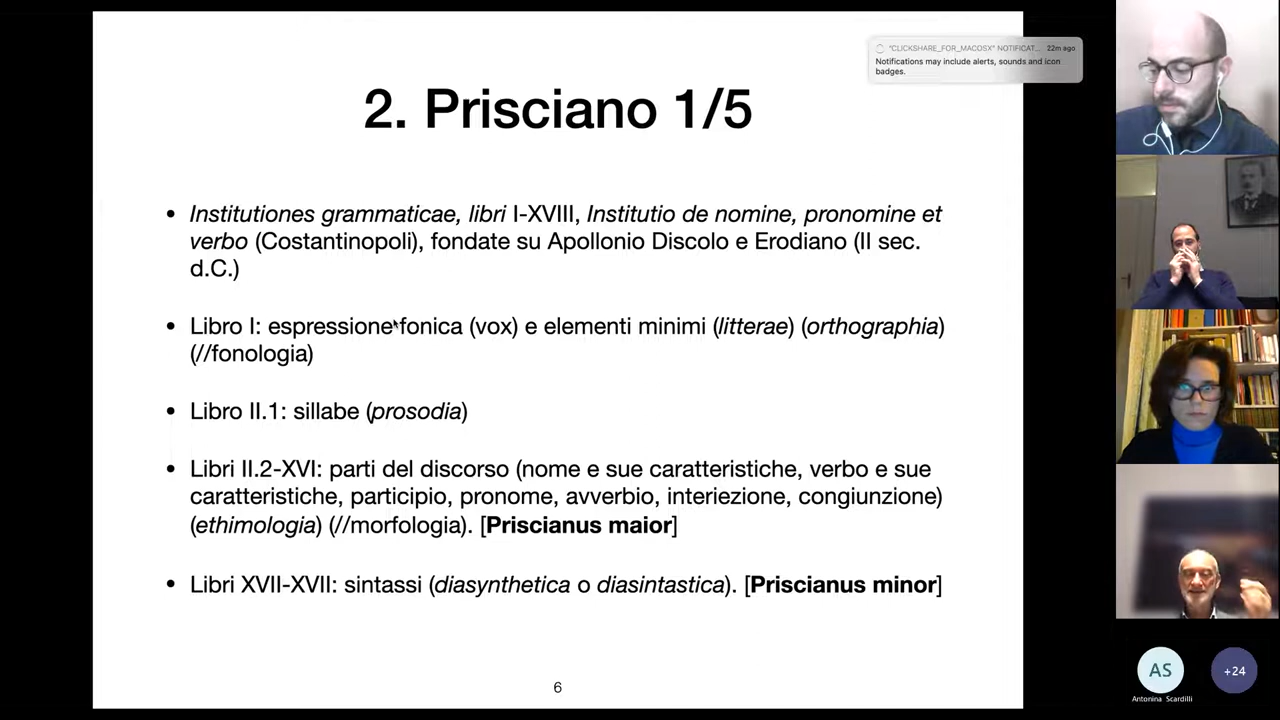 "CLICKSHARE_FOR_MACOSX" NOTIFICAT... 22m ago
Notifications may include alerts, sounds and icon
badges.
2. Prisciano 1/5
• Institutiones grammaticae, libri I-XVIII, Institutio de nomine, pronomine et
verbo (Costantinopoli), fondate su Apollonio Discolo e Erodiano (II sec.
d.C.)
• Libro I: espressione fonica (vox) e elementi minimi (litterae) (orthographia)
(//fonologia)
• Libro II.1: sillabe (prosodia)
• Libri II.2-XVI: parti del discorso (nome e sue caratteristiche, verbo e sue
caratteristiche, participio, pronome, avverbio, interiezione, congiunzione)
(ethimologia) (//morfologia). [Priscianus maior]
• Libri XVII-XVII: sintassi (diasynthetica o diasintastica). [Priscianus minor]
6
AS
+24
Antonina Scardilli